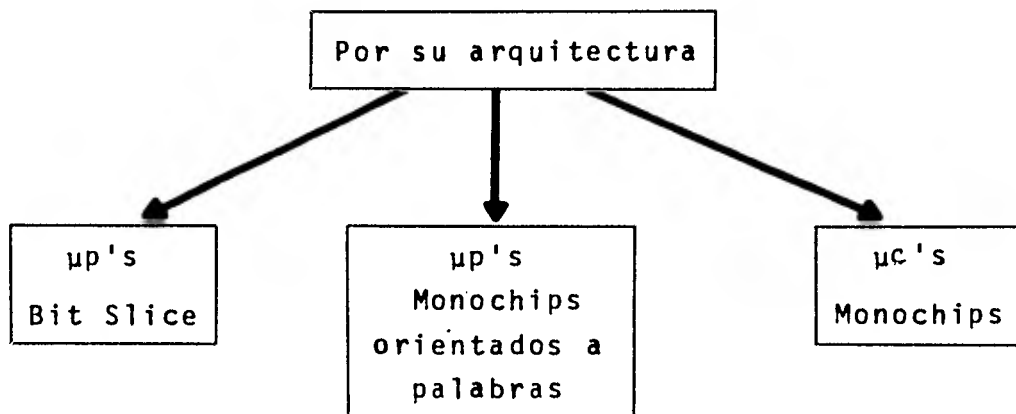 Por su arquitectura
µp's
Bit Slice
µp's
Monochips
orientados a
palabras
µc's
Monochips